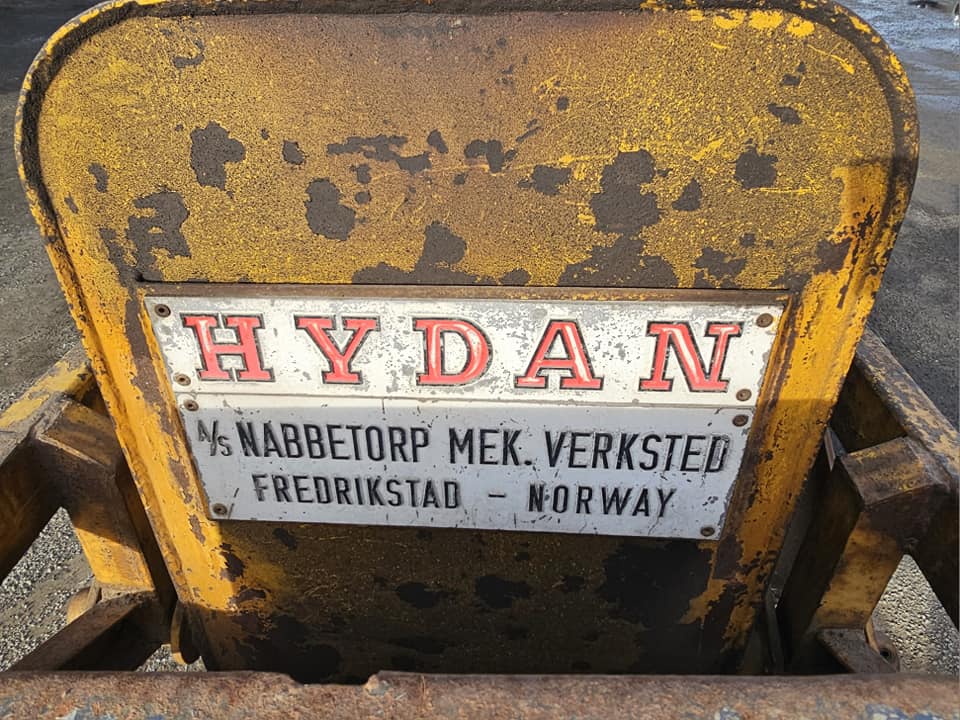 HYDAN
A/S NABBETORP MEK. VERKSTED
FREDRIKSTAD - NORWAY